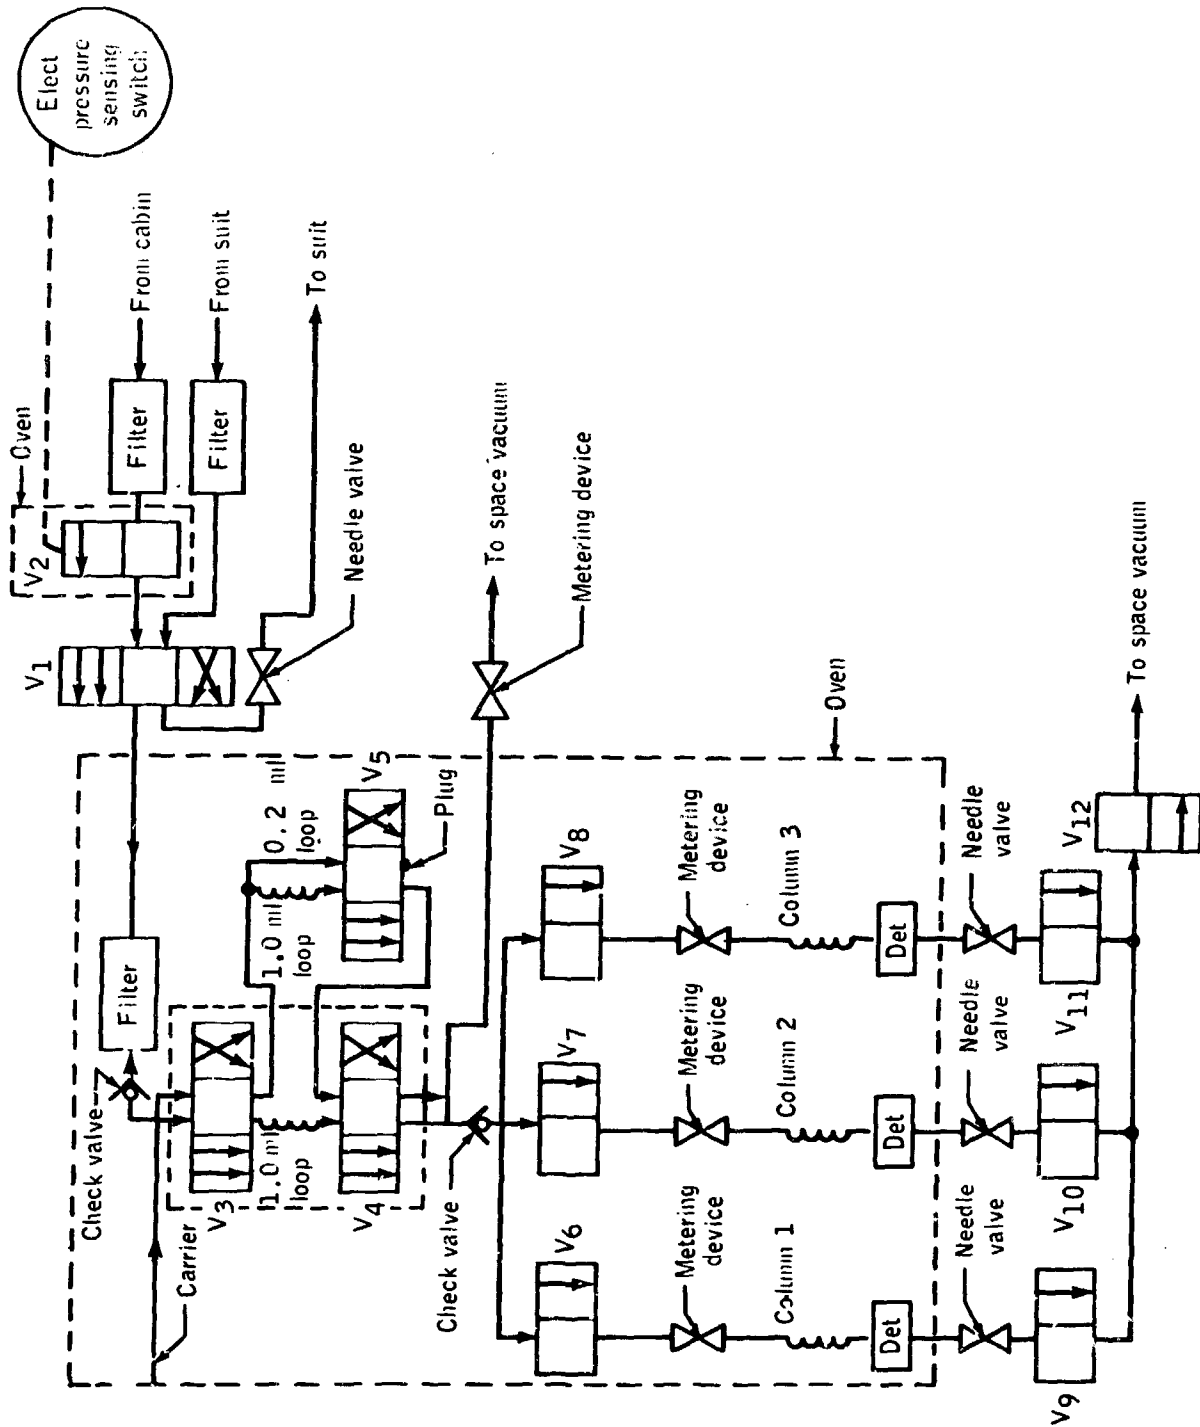 Elect
pressure
sensing
switch
Oven
V2
Filter
From cabin
Filter
From suit
To suit
V1
Needle valve
Check valve
Filter
Carrier
V3
1.0 ml
loop
1.0 ml
loop
0.2 ml
loop
V5
Plug
V4
To space vacuum
Metering device
Check valve
V6
V7
V8
Oven
Metering
device
Metering
device
Metering
device
Column 1
Column 2
Column 3
Det
Det
Det
Needle
valve
Needle
valve
Needle
valve
V9
V10
V11
V12
To space vacuum